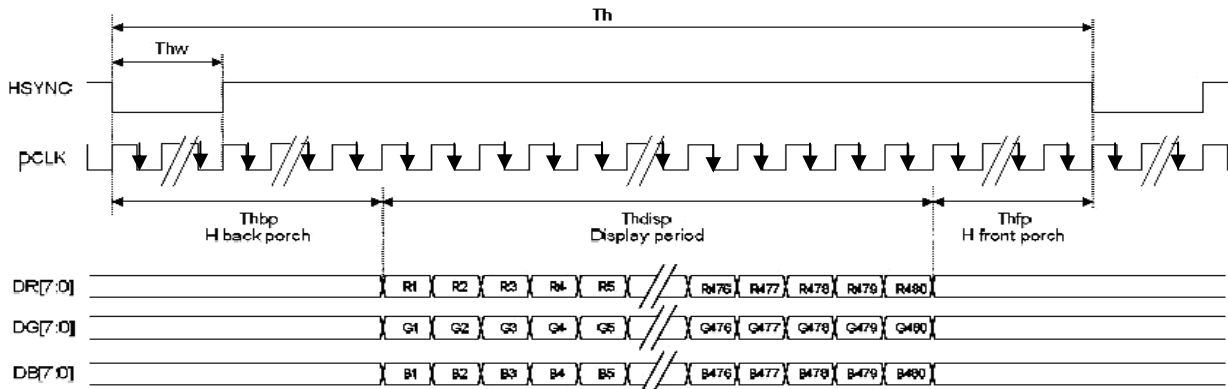 Th
Thw
HSYNC
pCLK
Thbp
H back porch
Thdisp
Display period
Thfp
H front porch
DR[7:0] R1 R2 R3 R4 R5 R476 R477 R478 R479 R480
DG[7:0] G1 G2 G3 G4 G5 G476 G477 G478 G479 G480
DB[7:0] B1 B2 B3 B4 B5 B476 B477 B478 B479 B480